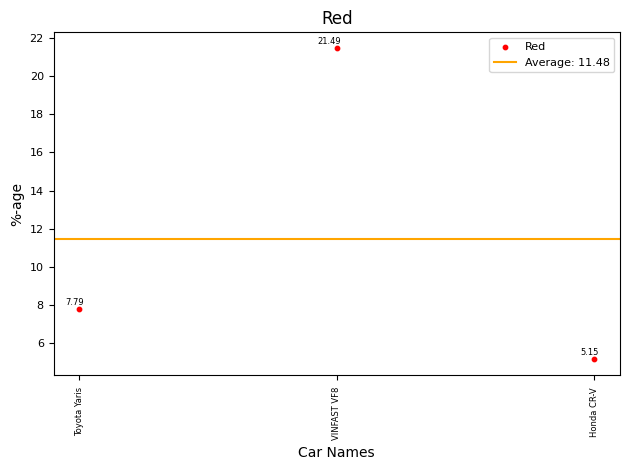 Red
22
20
18
16
14
12
10
8
6
%-age
21.49
7.79
5.15
Red
Average: 11.48
Toyota Yaris
VINFAST VF8
Honda CR-V
Car Names